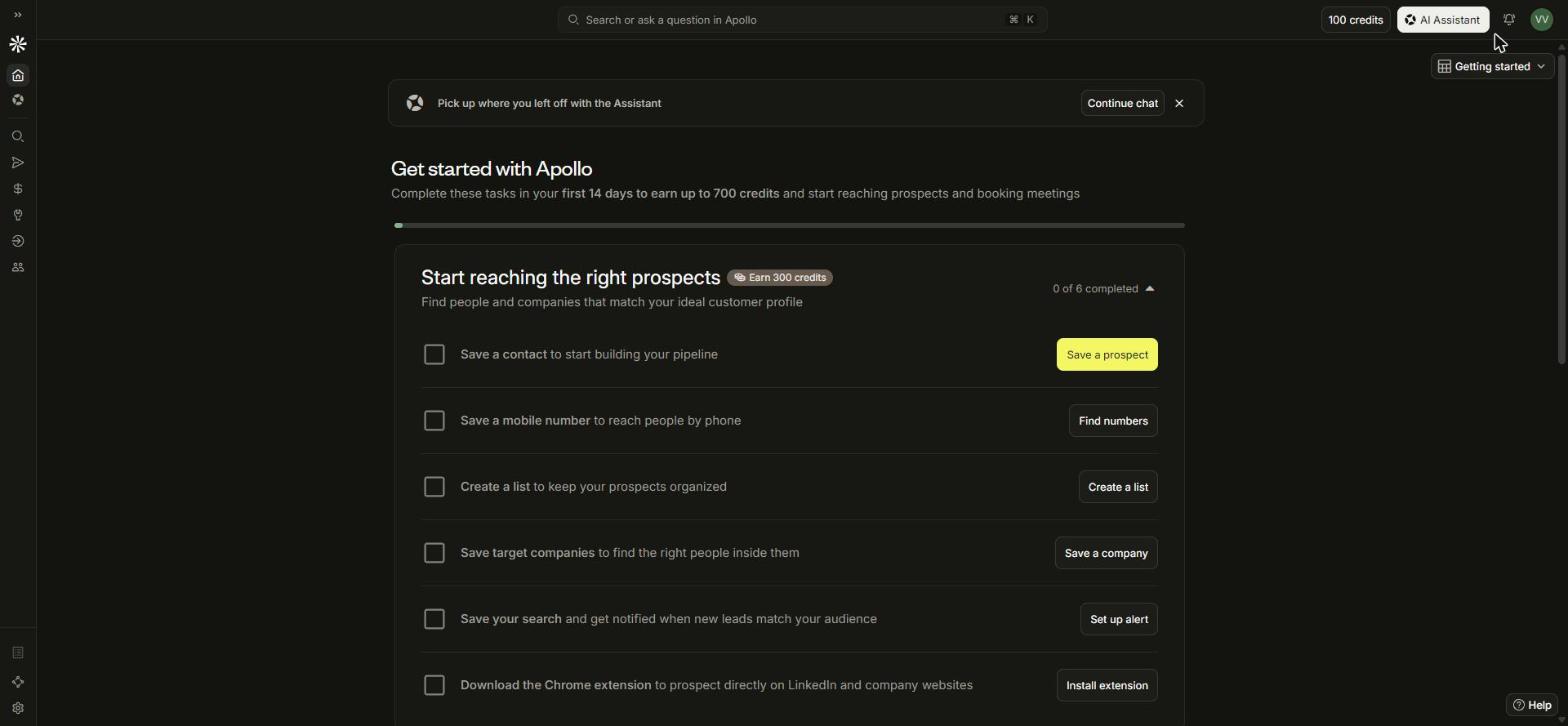 Search or ask a question in Apollo
⌘ K
100 credits
AI Assistant
VV
Getting started
Pick up where you left off with the Assistant
Continue chat
Get started with Apollo
Complete these tasks in your first 14 days to earn up to 700 credits and start reaching prospects and booking meetings
Start reaching the right prospects
Earn 300 credits
0 of 6 completed
Find people and companies that match your ideal customer profile
Save a contact to start building your pipeline
Save a prospect
Save a mobile number to reach people by phone
Find numbers
Create a list to keep your prospects organized
Create a list
Save target companies to find the right people inside them
Save a company
Save your search and get notified when new leads match your audience
Set up alert
Download the Chrome extension to prospect directly on LinkedIn and company websites
Install extension
Help